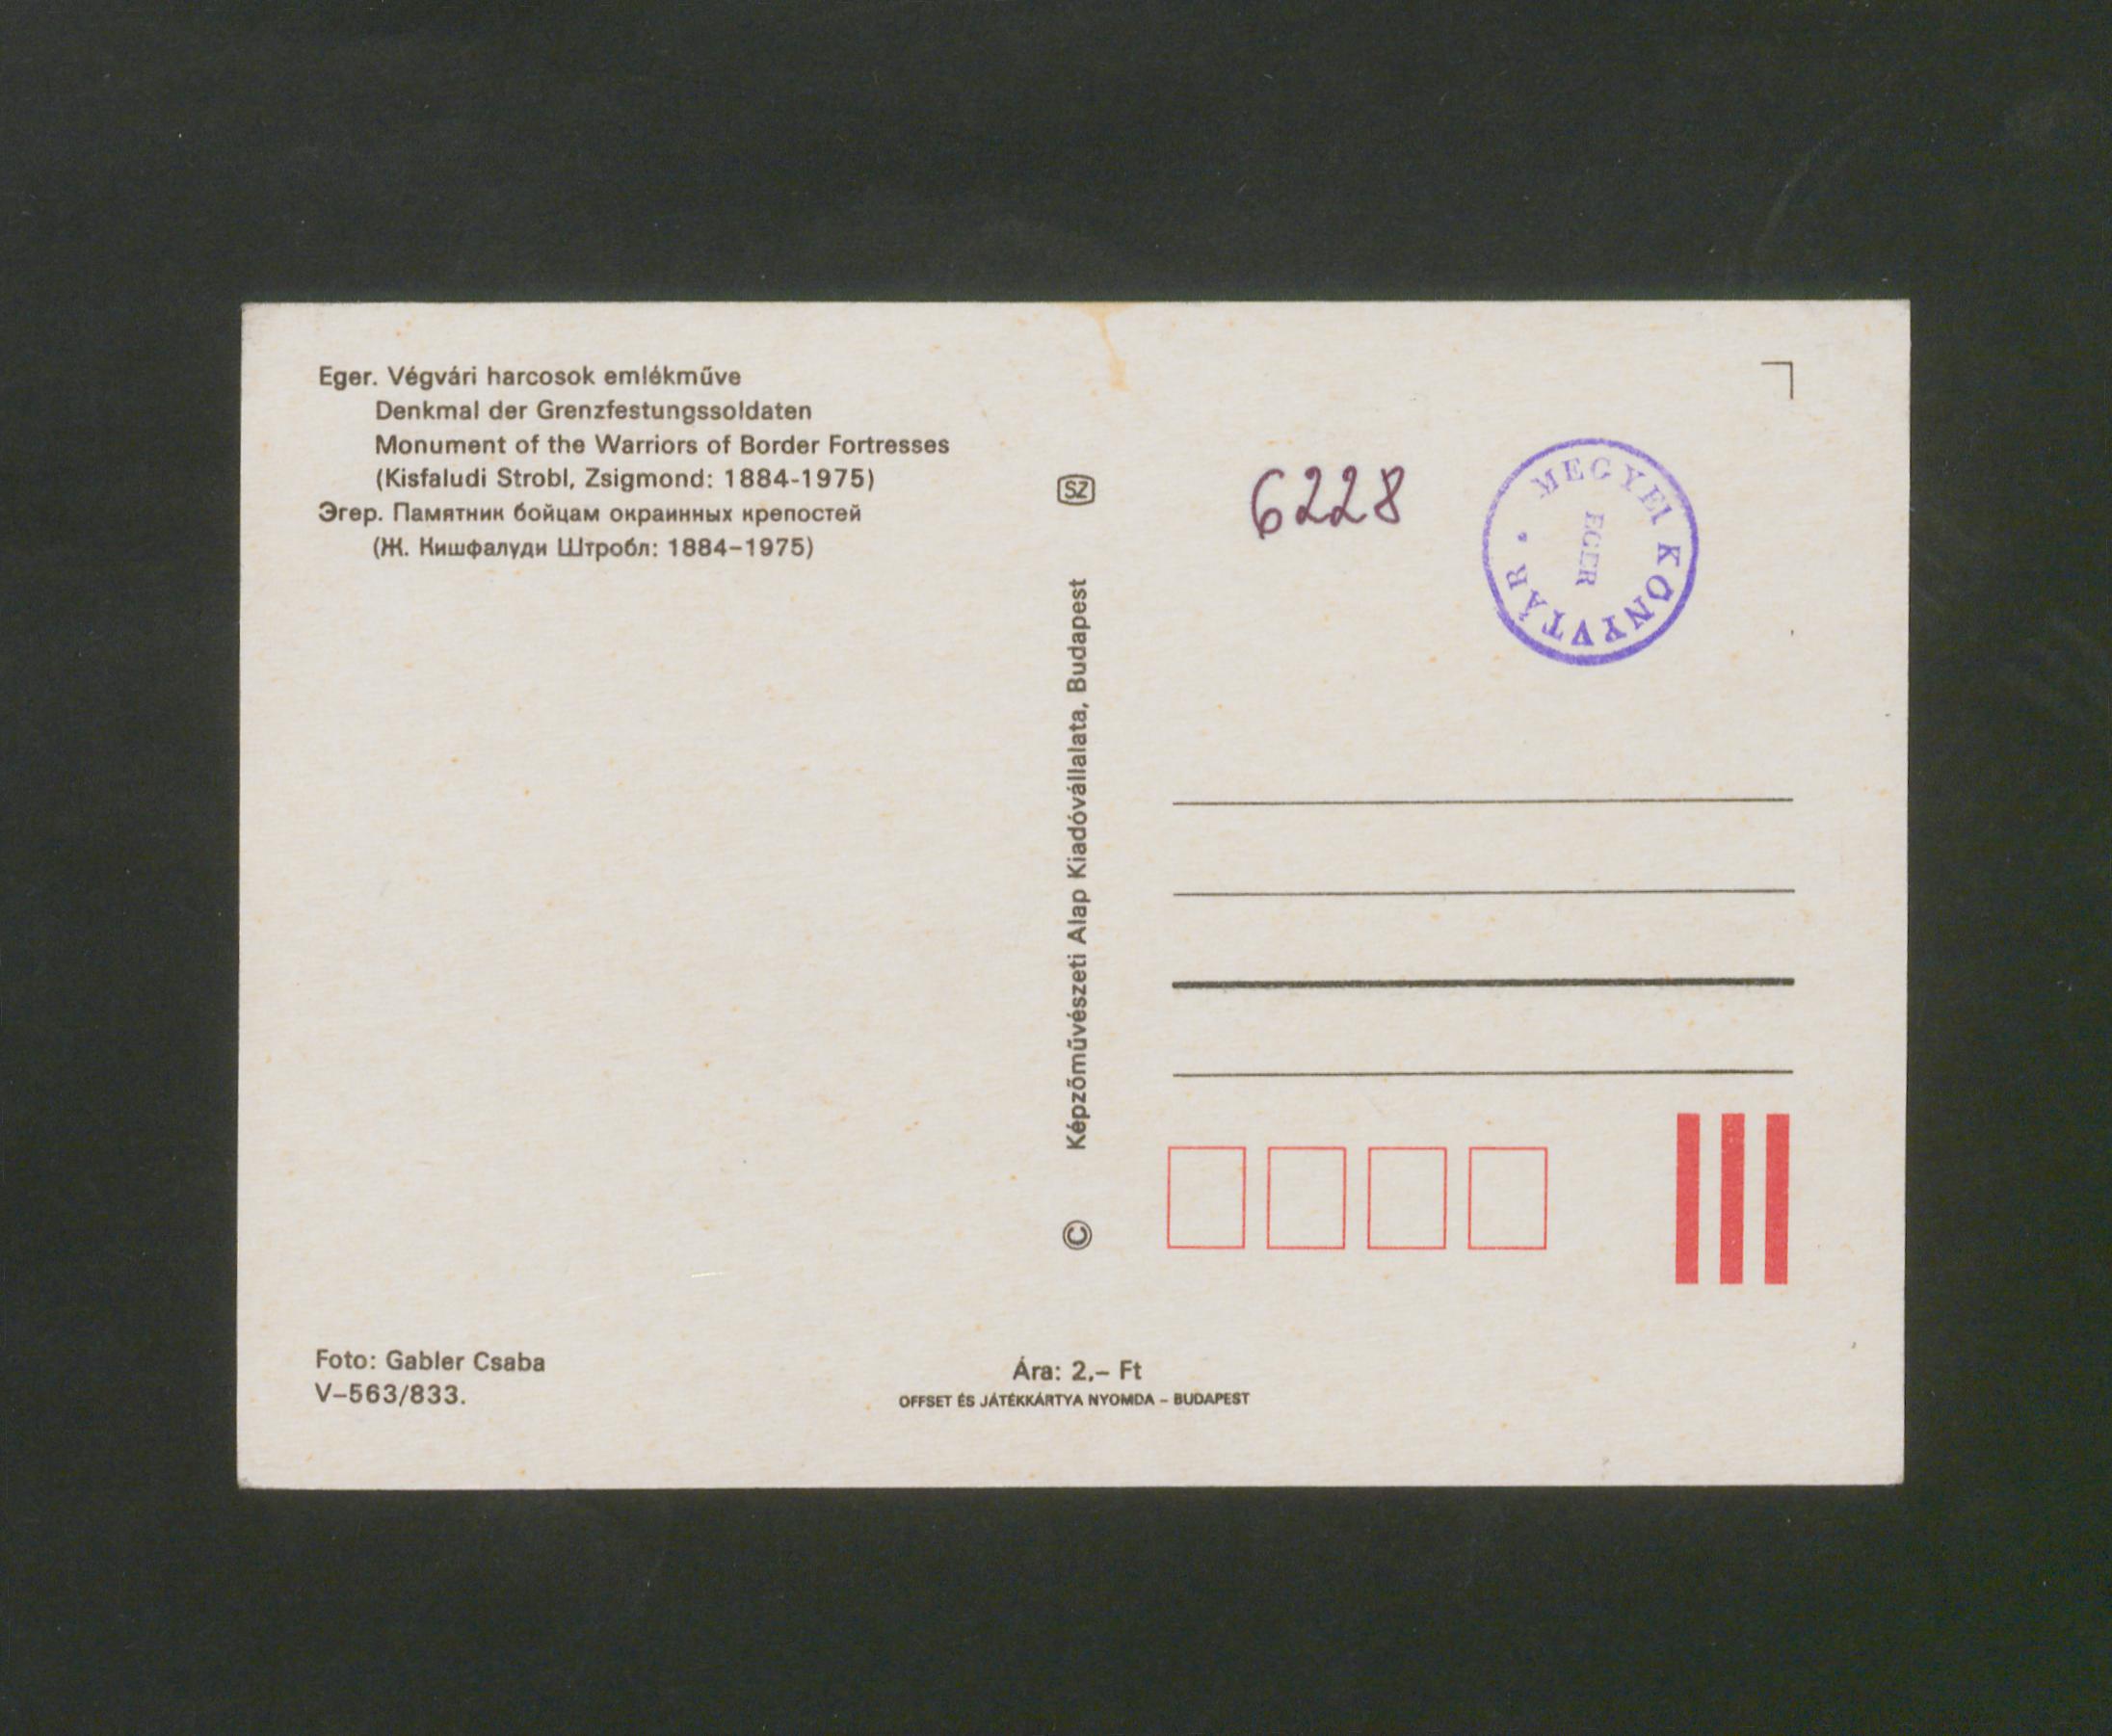 Eger. Végvári harcosok emlékműve
Denkmal der Grenzfestungssoldaten
Monument of the Warriors of Border Fortresses
(Kisfaludi Strobl, Zsigmond: 1884-1975)
Эгер. Памятник бойцам окраинных крепостей
(Ж. Кишфалуди Штробл: 1884–1975)
Foto: Gabler Csaba
V–563/833.
SZ
© Képzőművészeti Alap Kiadóvállalata, Budapest
Ára: 2,– Ft
OFFSET ÉS JÁTÉKKÁRTYA NYOMDA – BUDAPEST
6228
MEGYEI KÖNYVTÁR
EGER